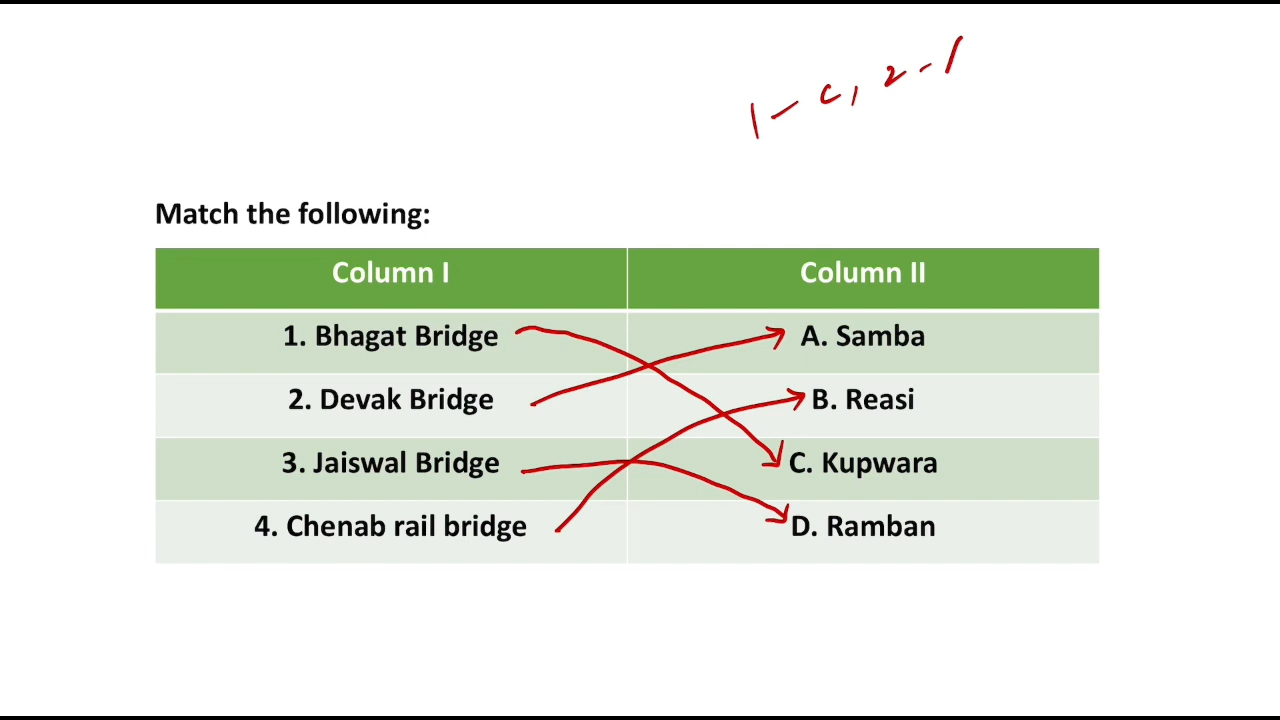 1 – C, 2 –
Match the following:
Column I Column II
1. Bhagat Bridge A. Samba
2. Devak Bridge B. Reasi
3. Jaiswal Bridge C. Kupwara
4. Chenab rail bridge D. Ramban